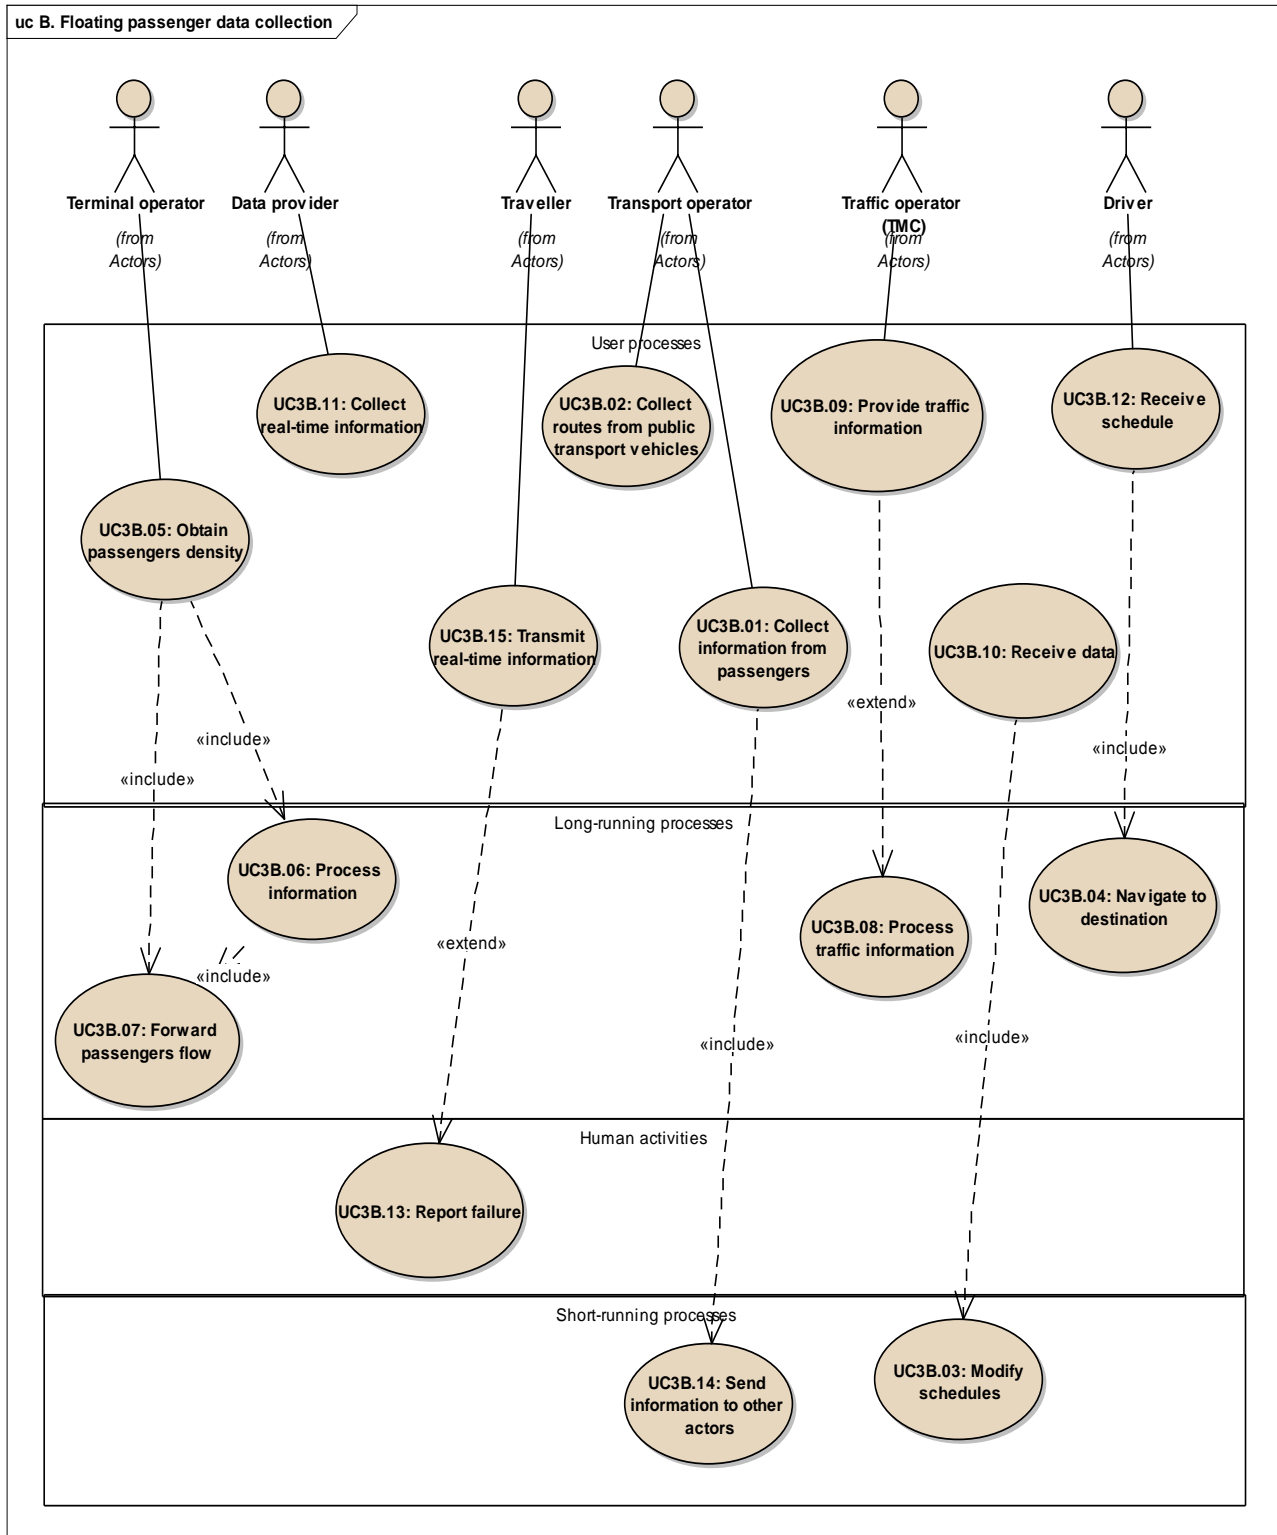 uc B. Floating passenger data collection
Terminal operator
(from
Actors)
Data provider
(from
Actors)
Traveller
(from
Actors)
Transport operator
(from
Actors)
Traffic operator
(TMC)
(from
Actors)
Driver
(from
Actors)
User processes
UC3B.11: Collect
real-time information
UC3B.02: Collect
routes from public
transport vehicles
UC3B.09: Provide traffic
information
UC3B.12: Receive
schedule
UC3B.05: Obtain
passengers density
UC3B.15: Transmit
real-time information
UC3B.01: Collect
information from
passengers
UC3B.10: Receive data
«extend»
«include»
«include»
«include»
Long-running processes
UC3B.06: Process
information
UC3B.08: Process
traffic information
UC3B.04: Navigate to
destination
«extend»
«include»
UC3B.07: Forward
passengers flow
«include»
«include»
Human activities
UC3B.13: Report failure
Short-running processes
UC3B.14: Send
information to other
actors
UC3B.03: Modify
schedules